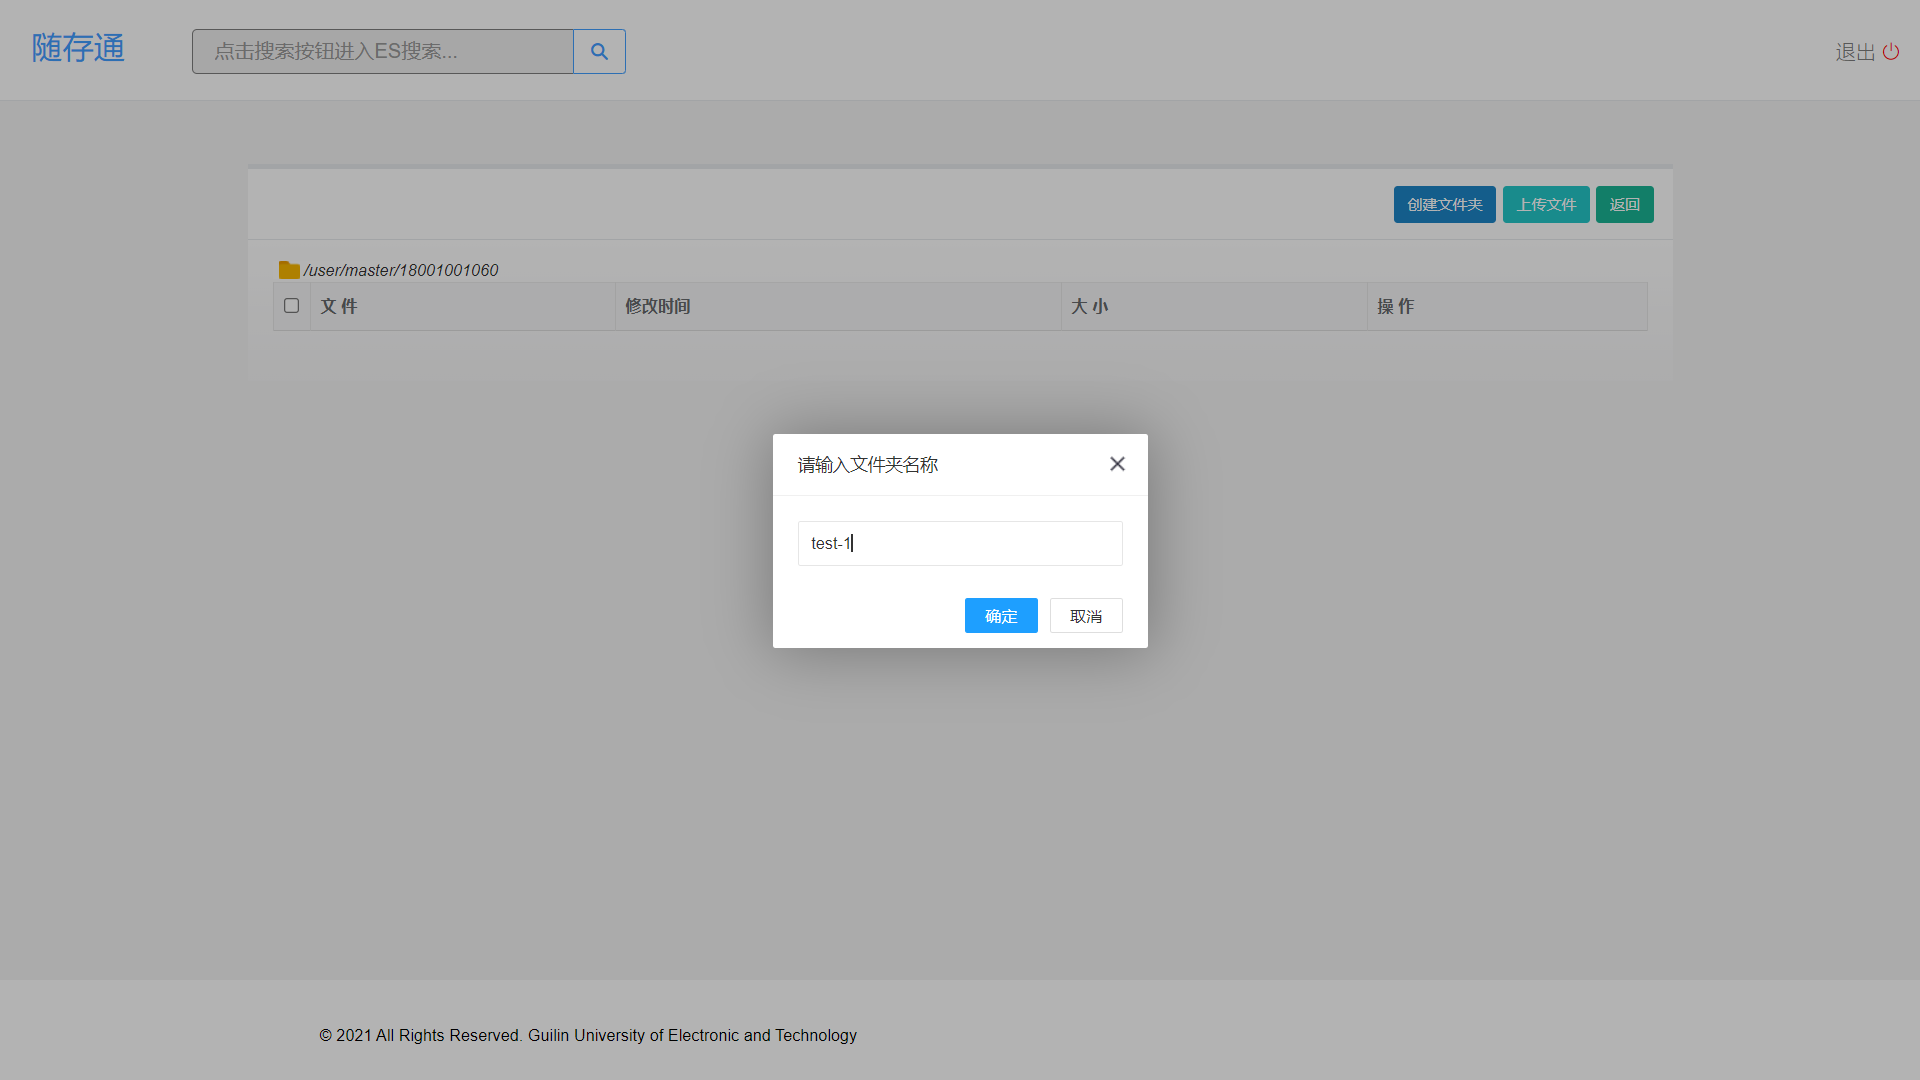 随存通
点击搜索按钮进入ES搜索...
退出
创建文件夹 上传文件 返回
/user/master/18001001060
文 件 修改时间 大 小 操 作
请输入文件夹名称
test-1
确定 取消
© 2021 All Rights Reserved. Guilin University of Electronic and Technology